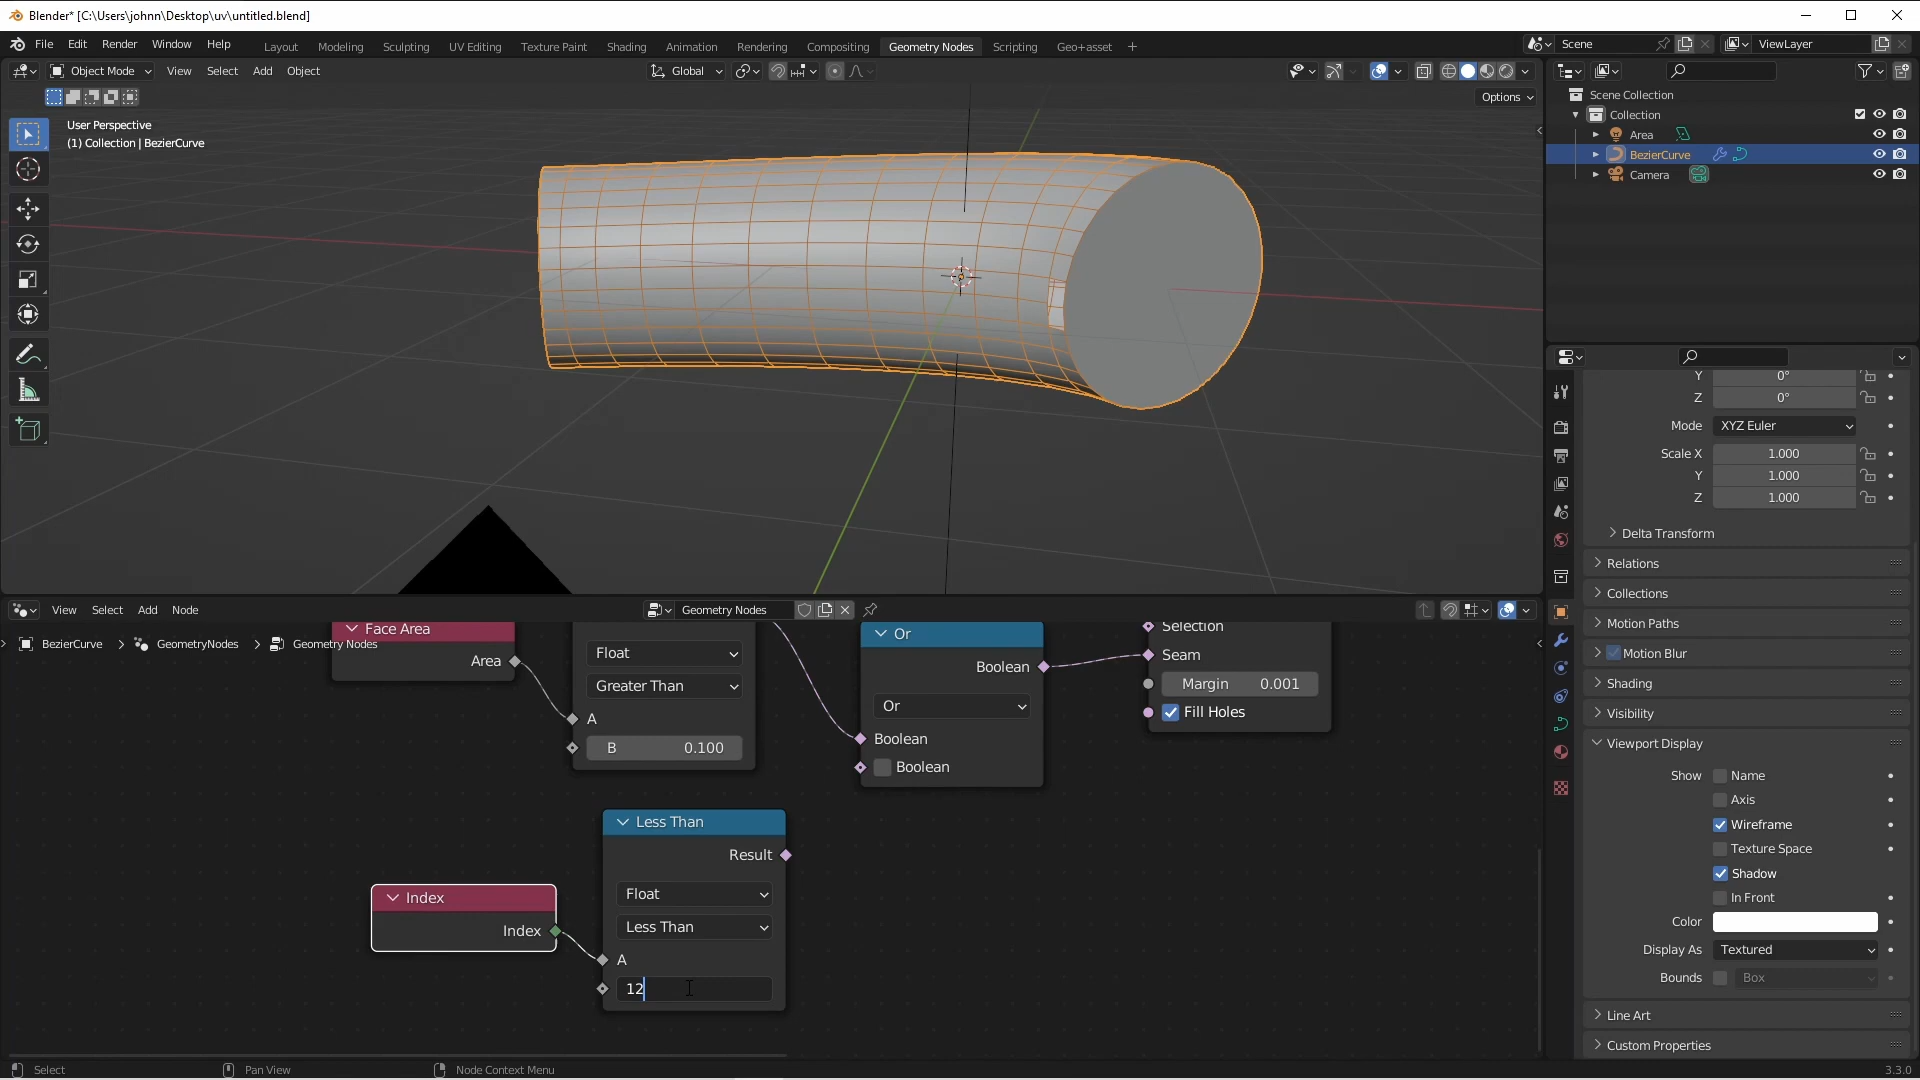 Blender* [C:\Users\johnn\Desktop\uv\untitled.blend]
File Edit Render Window Help Layout Modeling Sculpting UV Editing Texture Paint Shading Animation Rendering Compositing Geometry Nodes Scripting Geo+asset + Scene ViewLayer
Object Mode View Select Add Object Global
Options
User Perspective
(1) Collection | BezierCurve
Scene Collection
Collection
Area
BezierCurve
Camera
Y 0°
Z 0°
Mode XYZ Euler
Scale X 1.000
Y 1.000
Z 1.000
Delta Transform
Relations
Collections
Motion Paths
Motion Blur
Shading
Visibility
Viewport Display
Show Name
Axis
Wireframe
Texture Space
Shadow
In Front
Color
Display As Textured
Bounds Box
Line Art
Custom Properties
View Select Add Node Geometry Nodes
BezierCurve > GeometryNodes > Geometry Nodes
Face Area
Area
Float
Greater Than
A
B 0.100
Or
Boolean
Or
Boolean
Boolean
Selection
Seam
Margin 0.001
Fill Holes
Less Than
Result
Float
Less Than
A
12
Index
Index
Select Pan View Node Context Menu 3.3.0